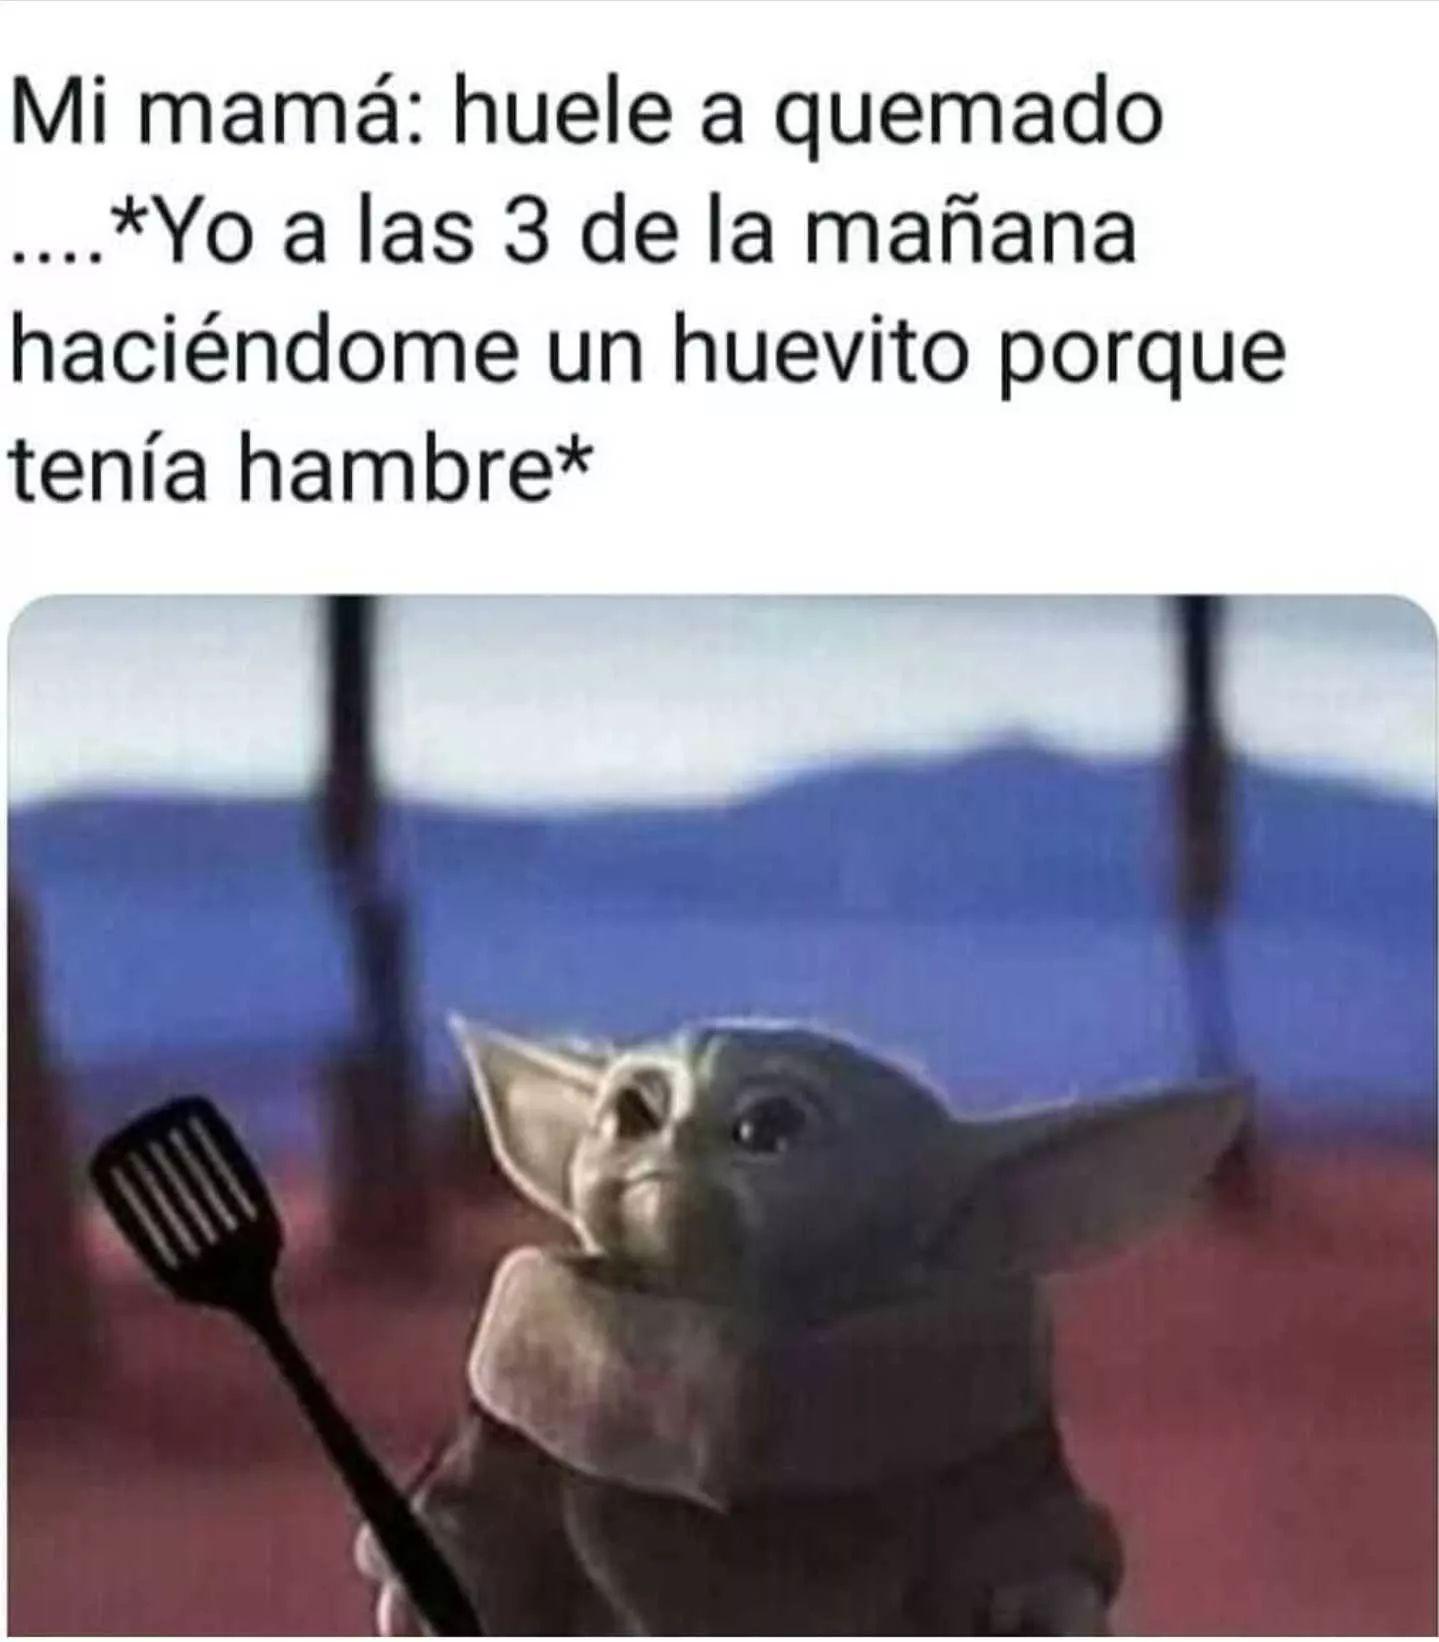 Mi mamá: huele a quemado
....*Yo a las 3 de la mañana
haciéndome un huevito porque
tenía hambre*